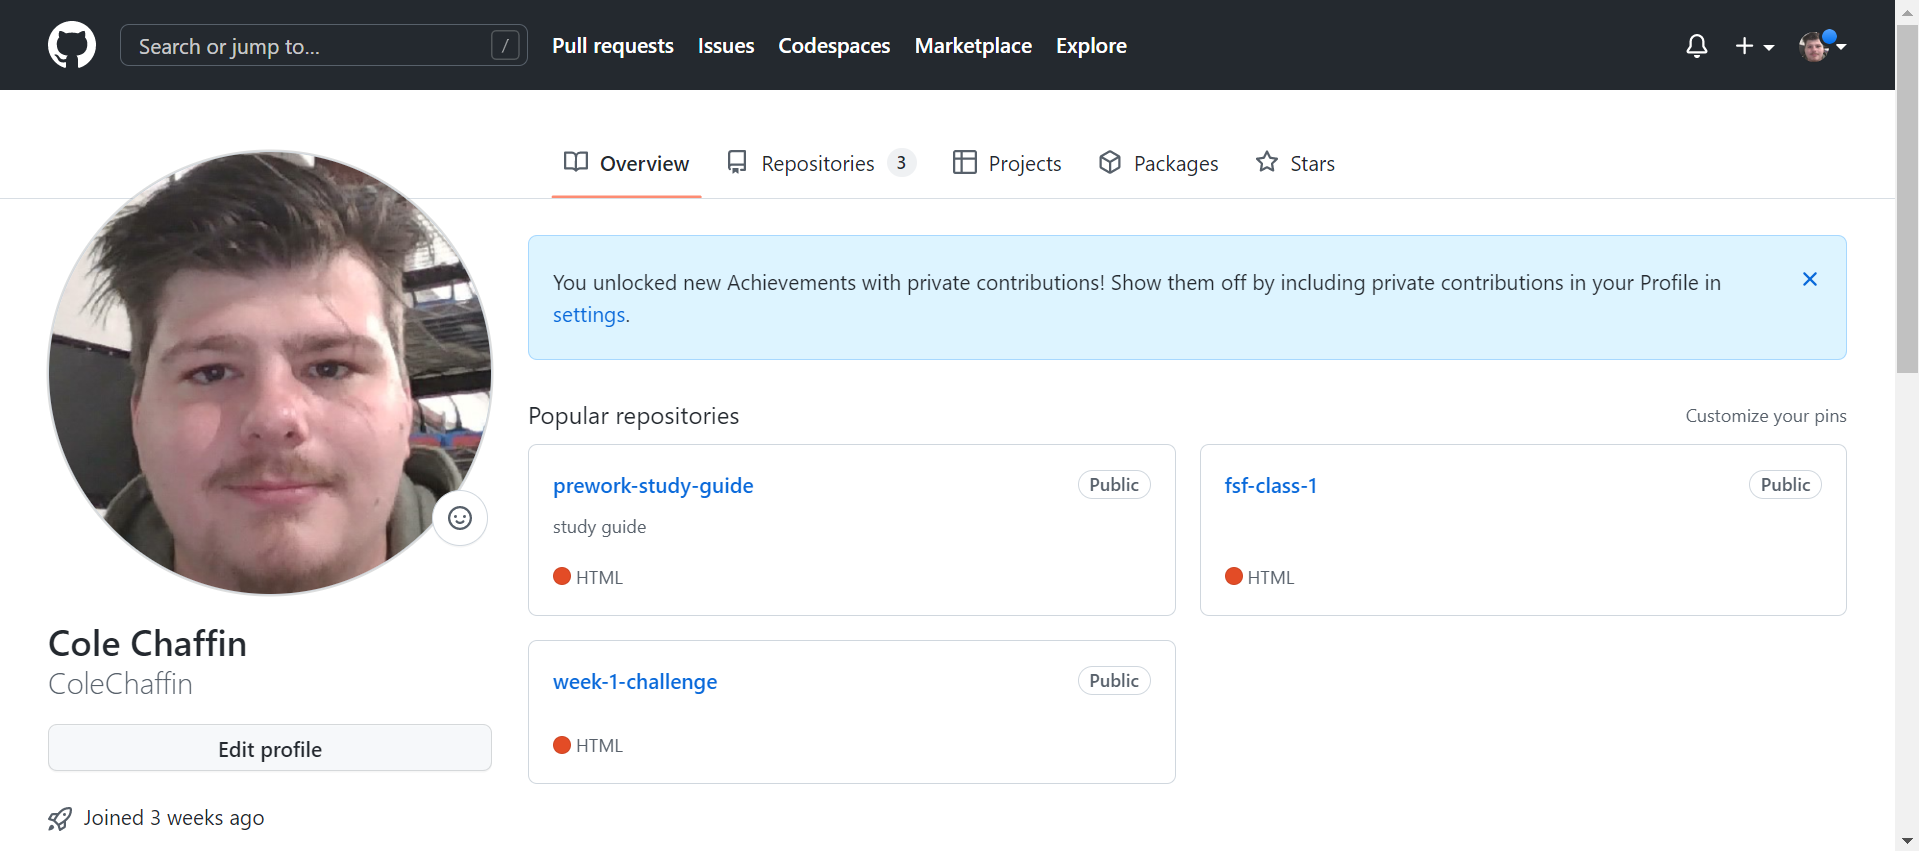 Search or jump to... /
Pull requests
Issues
Codespaces
Marketplace
Explore
Overview
Repositories 3
Projects
Packages
Stars
You unlocked new Achievements with private contributions! Show them off by including private contributions in your Profile in
settings.
Popular repositories
Customize your pins
prework-study-guide
Public
study guide
HTML
fsf-class-1
Public
HTML
week-1-challenge
Public
HTML
Cole Chaffin
ColeChaffin
Edit profile
Joined 3 weeks ago